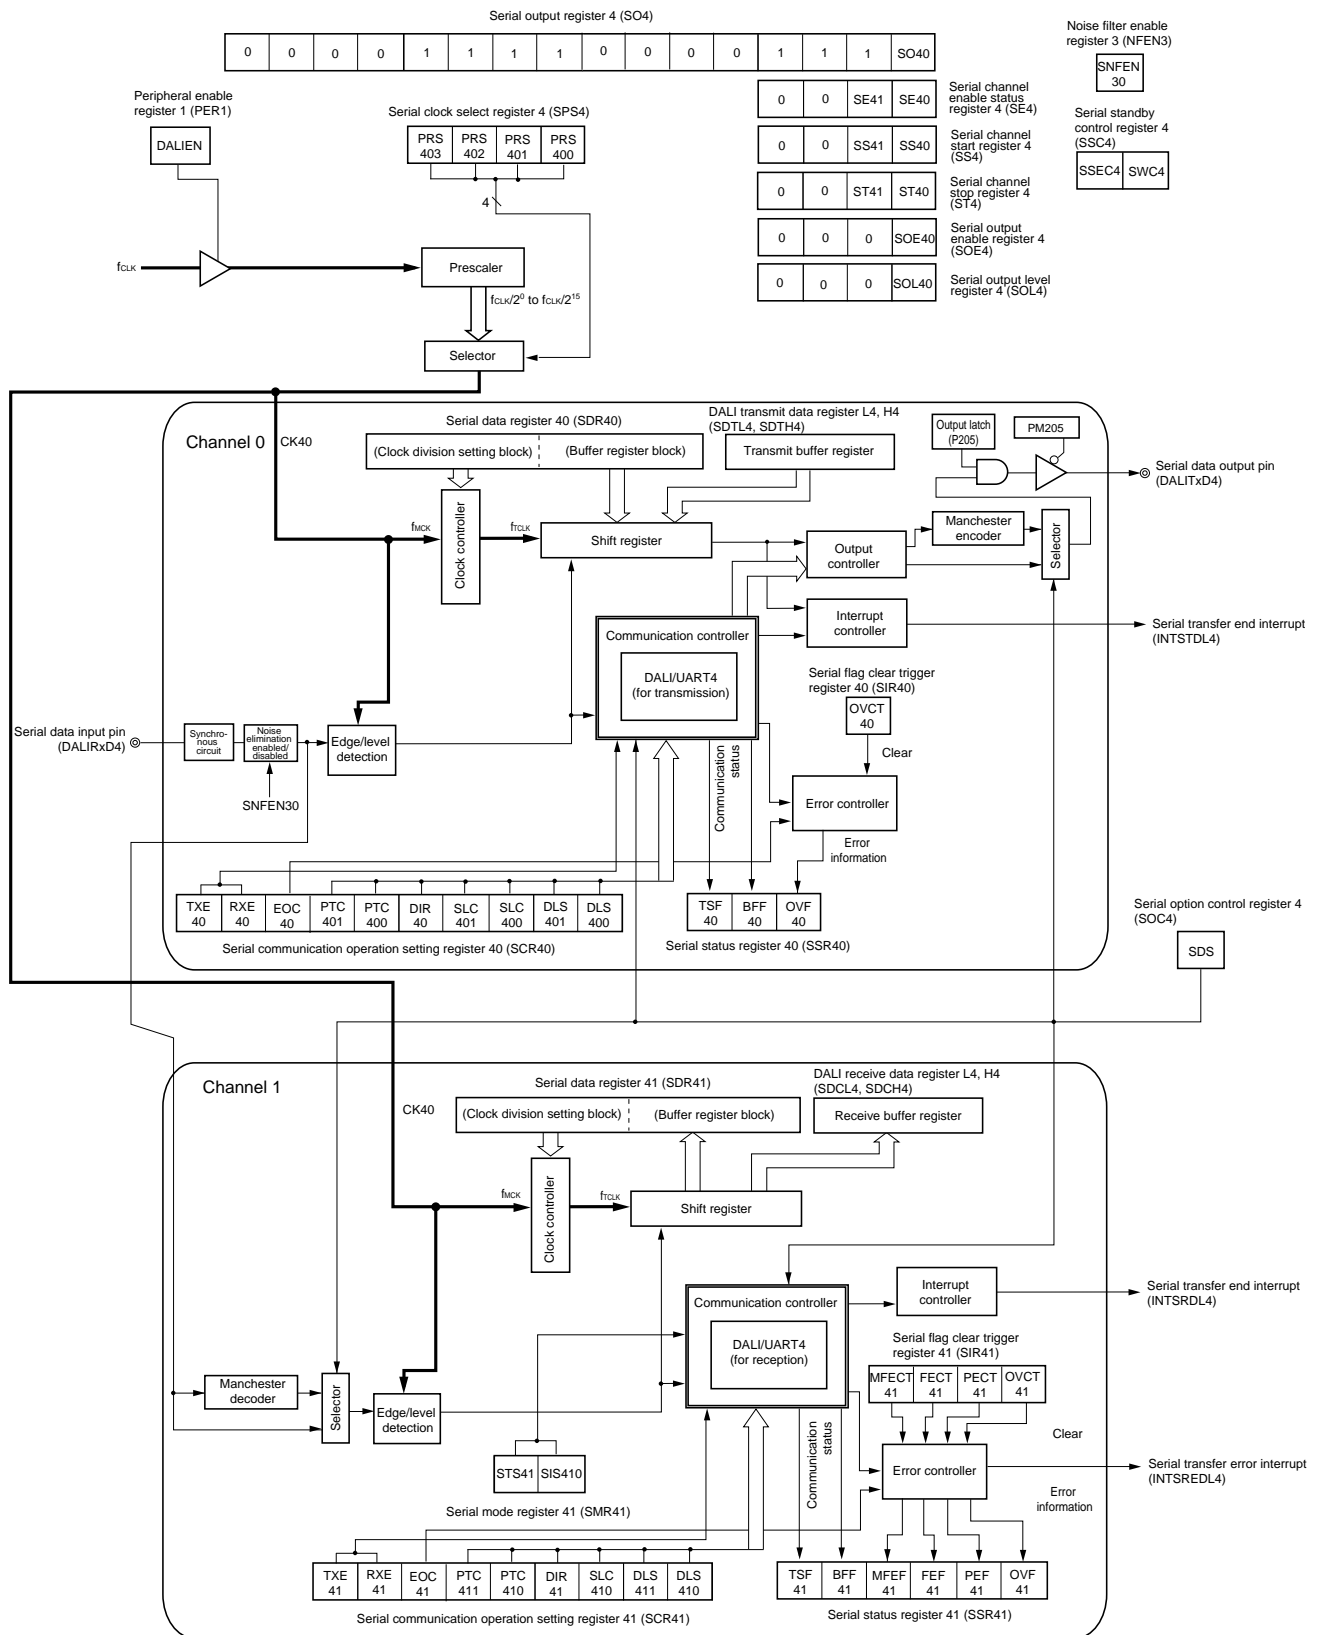 Serial output register 4 (SO4)
0 0 0 0 1 1 1 1 0 0 0 0 1 1 1 SO40
Noise filter enable
register 3 (NFEN3)
SNFEN
30
Peripheral enable
register 1 (PER1)
DALIEN
Serial clock select register 4 (SPS4)
PRS
403
PRS
402
PRS
401
PRS
400
4
0 0 SE41 SE40
Serial channel
enable status
register 4 (SE4)
0 0 SS41 SS40
Serial channel
start register 4
(SS4)
0 0 ST41 ST40
Serial channel
stop register 4
(ST4)
0 0 0 SOE40
Serial output
enable register 4
(SOE4)
0 0 0 SOL40
Serial output level
register 4 (SOL4)
Serial standby
control register 4
(SSC4)
SSEC4 SWC4
fCLK
Prescaler
fCLK/2⁰ to fCLK/2¹⁵
Selector
Channel 0
CK40
Serial data register 40 (SDR40)
(Clock division setting block) (Buffer register block)
DALI transmit data register L4, H4
(SDTL4, SDTH4)
Transmit buffer register
Output latch
(P205)
PM205
Serial data output pin
(DALITxD4)
fMCK
Clock controller
fTCLK
Shift register
Output
controller
Manchester
encoder
Selector
Communication controller
DALI/UART4
(for transmission)
Interrupt
controller
Serial transfer end interrupt
(INTSTDL4)
Serial flag clear trigger
register 40 (SIR40)
OVCT
40
Clear
Serial data input pin
(DALIRxD4)
Synchro-
nous
circuit
Noise
elimination
enabled/
disabled
SNFEN30
Edge/level
detection
Communication
status
Error controller
Error
information
TXE
40
RXE
40
EOC
40
PTC
401
PTC
400
DIR
40
SLC
401
SLC
400
DLS
401
DLS
400
Serial communication operation setting register 40 (SCR40)
TSF
40
BFF
40
OVF
40
Serial status register 40 (SSR40)
Serial option control register 4
(SOC4)
SDS
Channel 1
CK40
Serial data register 41 (SDR41)
(Clock division setting block) (Buffer register block)
DALI receive data register L4, H4
(SDCL4, SDCH4)
Receive buffer register
fMCK
Clock controller
fTCLK
Shift register
Communication controller
DALI/UART4
(for reception)
Interrupt
controller
Serial transfer end interrupt
(INTSRDL4)
Serial flag clear trigger
register 41 (SIR41)
MFECT
41
FECT
41
PECT
41
OVCT
41
Clear
Manchester
decoder
Selector
Edge/level
detection
STS41 SIS410
Serial mode register 41 (SMR41)
Communication
status
Error controller
Serial transfer error interrupt
(INTSREDL4)
Error
information
TXE
41
RXE
41
EOC
41
PTC
411
PTC
410
DIR
41
SLC
410
DLS
411
DLS
410
Serial communication operation setting register 41 (SCR41)
TSF
41
BFF
41
MFEF
41
FEF
41
PEF
41
OVF
41
Serial status register 41 (SSR41)